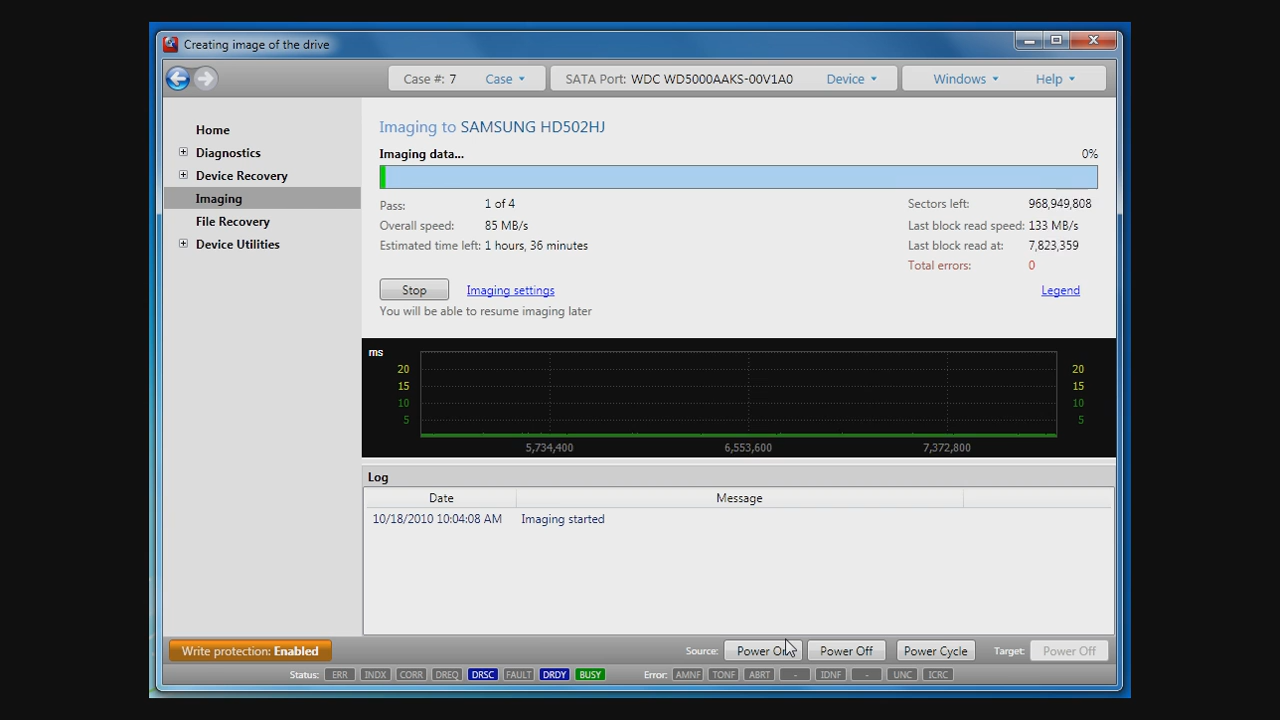 Creating image of the drive
Case #: 7 Case SATA Port: WDC WD5000AAKS-00V1A0 Device Windows Help
Home
Diagnostics
Device Recovery
Imaging
File Recovery
Device Utilities
Imaging to SAMSUNG HD502HJ
Imaging data... 0%
Pass: 1 of 4 Sectors left: 968,949,808
Overall speed: 85 MB/s Last block read speed: 133 MB/s
Estimated time left: 1 hours, 36 minutes Last block read at: 7,823,359
Total errors: 0
Stop Imaging settings Legend
You will be able to resume imaging later
ms
20 20
15 15
10 10
5 5
5,734,400 6,553,600 7,372,800
Log
Date Message
10/18/2010 10:04:08 AM Imaging started
Write protection: Enabled Source: Power On Power Off Power Cycle Target: Power Off
Status: ERR INDX CORR DREQ DRSC FAULT DRDY BUSY Error: AMNF TONF ABRT - IDNF - UNC ICRC